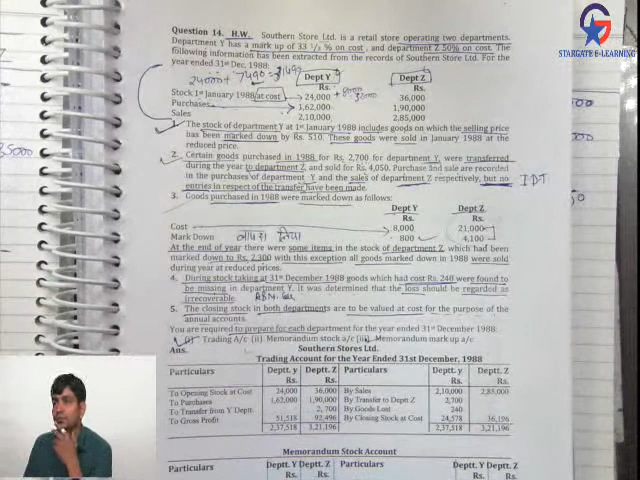 STARGATE E-LEARNING
Question 14. H.W. Southern Store Ltd. is a retail store operating two departments.
Department Y has a mark up of 33 1/3 % on cost , and department Z 50% on cost. The
following information has been extracted from the records of Southern Store Ltd. For the
year ended 31st Dec. 1988:
24000 + 7490 = 31490
Dept Y Dept Z
Rs. Rs.
Stock 1st January 1988 at cost 24,000 + 8000 36,000
32000
Purchases 1,62,000 1,90,000
Sales 2,10,000 2,85,000
1. The stock of department Y at 1st January 1988 includes goods on which the selling price
has been marked down by Rs. 510. These goods were sold in January 1988 at the
reduced price.
2. Certain goods purchased in 1988 for Rs. 2,700 for department Y, were transferred
during the year to department Z, and sold for Rs. 4,050. Purchase and sale are recorded
in the purchases of department Y and the sales of department Z respectively, but no IDT
entries in respect of the transfer have been made.
3. Goods purchased in 1988 were marked down as follows:
Dept Y Dept Z
Rs. Rs.
Cost 8,000 21,000
Mark Down 800 4,100
At the end of year there were some items in the stock of department Z, which had been
marked down to Rs. 2,300 with this exception all goods marked down in 1988 were sold
during year at reduced prices.
4. During stock taking at 31st December 1988 goods which had cost Rs. 240 were found to
be missing in department Y. It was determined that the loss should be regarded as
irrecoverable.
5. The closing stock in both departments are to be valued at cost for the purpose of the
annual accounts.
You are required to prepare for each department for the year ended 31st December 1988:
(i) Trading A/c (ii) Memorandum stock a/c (iii) Memorandum mark up a/c
Ans. Southern Stores Ltd.
Trading Account for the Year Ended 31st December, 1988
Particulars Deptt. y Deptt. Z Particulars Deptt. y Deptt. Z
Rs. Rs. Rs. Rs.
To Opening Stock at Cost 24,000 36,000 By Sales 2,10,000 2,85,000
To Purchases 1,62,000 1,90,000 By Transfer to Deptt Z 2,700
To Transfer from Y Deptt. 2, 700 By Goods Lost 240
To Gross Profit 51,518 92,496 By Closing Stock at Cost 24,578 36,196
2,37,518 3,21,196 2,37,518 3,21,196
Memorandum Stock Account
Particulars Deptt. Y Deptt. Z Particulars Deptt. Y Deptt. Z
Rs. Rs. Rs. Rs.